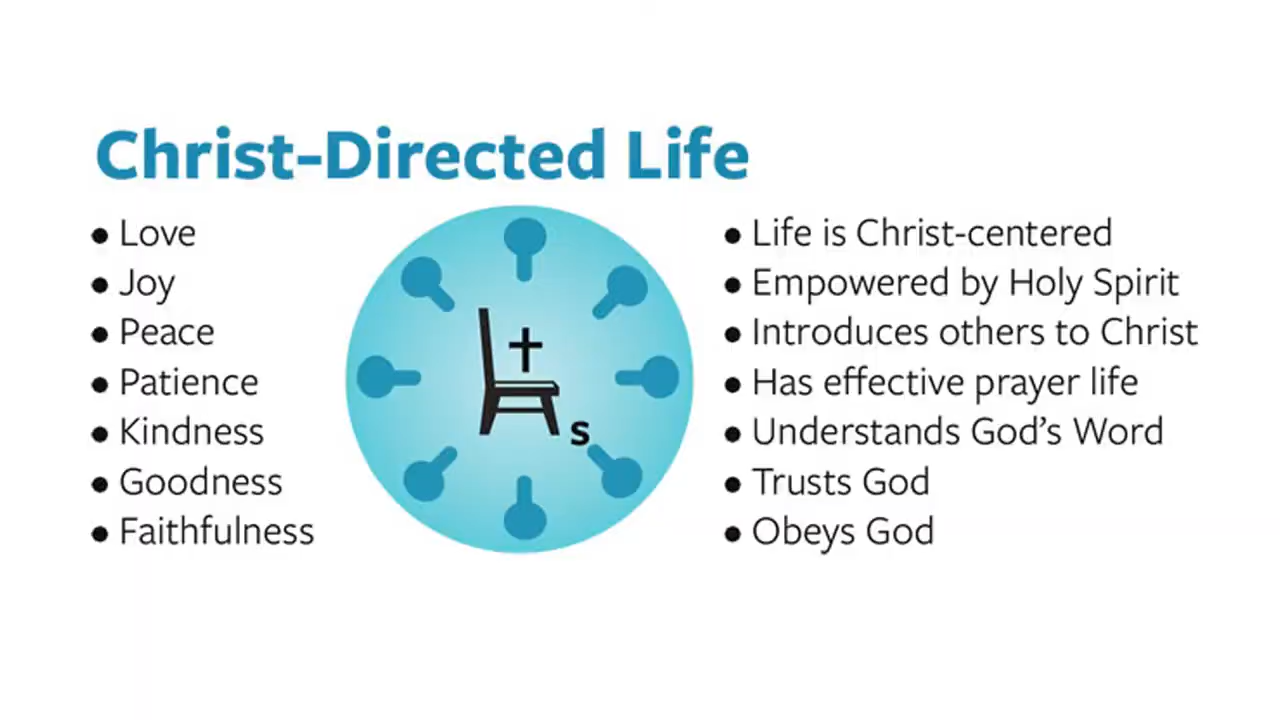 Christ-Directed Life
● Love
● Joy
● Peace
● Patience
● Kindness
● Goodness
● Faithfulness
s
● Life is Christ-centered
● Empowered by Holy Spirit
● Introduces others to Christ
● Has effective prayer life
● Understands God’s Word
● Trusts God
● Obeys God